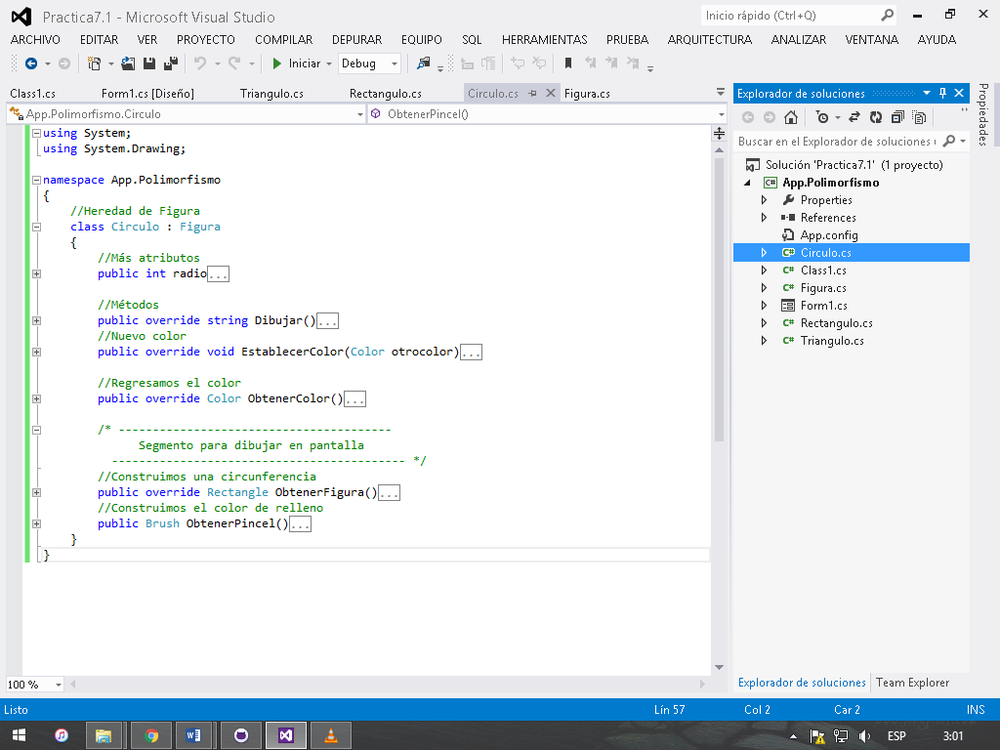 Practica7.1 - Microsoft Visual Studio
Inicio rápido (Ctrl+Q)
ARCHIVO EDITAR VER PROYECTO COMPILAR DEPURAR EQUIPO SQL HERRAMIENTAS PRUEBA ARQUITECTURA ANALIZAR VENTANA AYUDA
Iniciar Debug
Class1.cs Form1.cs [Diseño] Triangulo.cs Rectangulo.cs Circulo.cs Figura.cs
App.Polimorfismo.Circulo ObtenerPincel()
using System;
using System.Drawing;
namespace App.Polimorfismo
{
//Heredad de Figura
class Circulo : Figura
{
//Más atributos
public int radio...
//Métodos
public override string Dibujar()...
//Nuevo color
public override void EstablecerColor(Color otrocolor)...
//Regresamos el color
public override Color ObtenerColor()...
/* ----------------------------------------
Segmento para dibujar en pantalla
------------------------------------------- */
//Construimos una circunferencia
public override Rectangle ObtenerFigura()...
//Construimos el color de relleno
public Brush ObtenerPincel()...
}
}
100 %
Explorador de soluciones
Buscar en el Explorador de soluciones (
Solución 'Practica7.1' (1 proyecto)
App.Polimorfismo
Properties
References
App.config
Circulo.cs
Class1.cs
Figura.cs
Form1.cs
Rectangulo.cs
Triangulo.cs
Explorador de soluciones Team Explorer
Propiedades
Listo Lín 57 Col 2 Car 2 INS
ESP 3:01